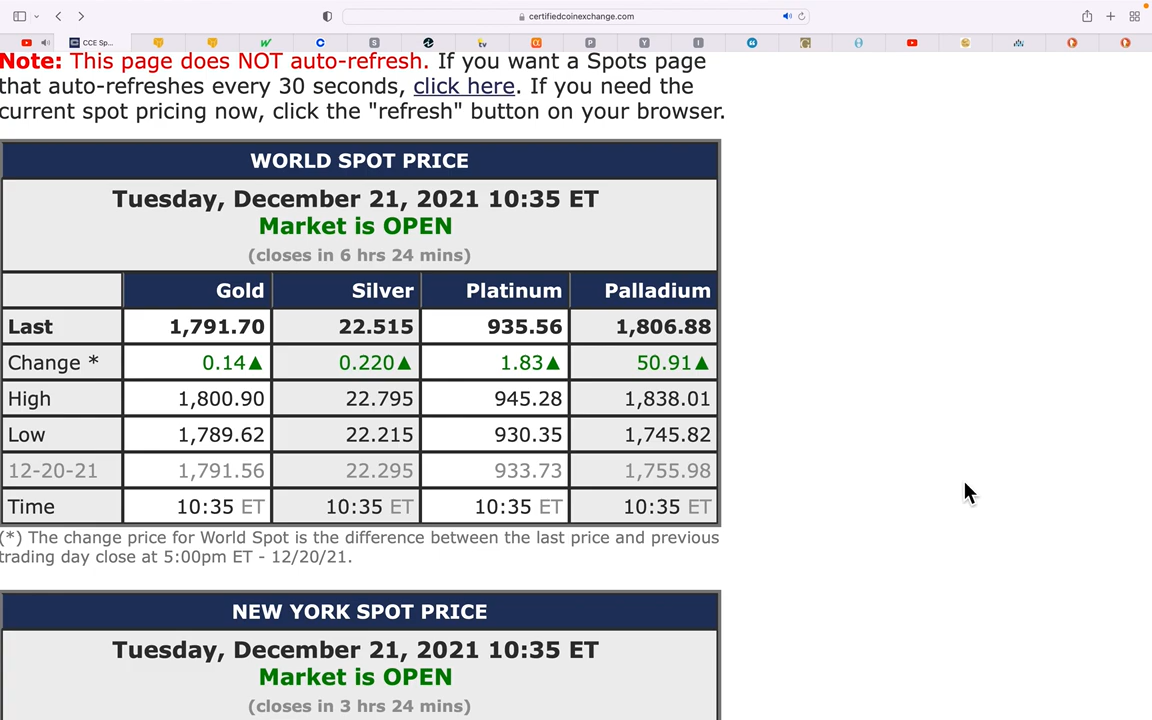 certifiedcoinexchange.com
CCE Sp...
Note: This page does NOT auto-refresh. If you want a Spots page
that auto-refreshes every 30 seconds, click here. If you need the
current spot pricing now, click the "refresh" button on your browser.
WORLD SPOT PRICE
Tuesday, December 21, 2021 10:35 ET
Market is OPEN
(closes in 6 hrs 24 mins)
Gold Silver Platinum Palladium
Last 1,791.70 22.515 935.56 1,806.88
Change * 0.14▲ 0.220▲ 1.83▲ 50.91▲
High 1,800.90 22.795 945.28 1,838.01
Low 1,789.62 22.215 930.35 1,745.82
12-20-21 1,791.56 22.295 933.73 1,755.98
Time 10:35 ET 10:35 ET 10:35 ET 10:35 ET
(*) The change price for World Spot is the difference between the last price and previous
trading day close at 5:00pm ET - 12/20/21.
NEW YORK SPOT PRICE
Tuesday, December 21, 2021 10:35 ET
Market is OPEN
(closes in 3 hrs 24 mins)